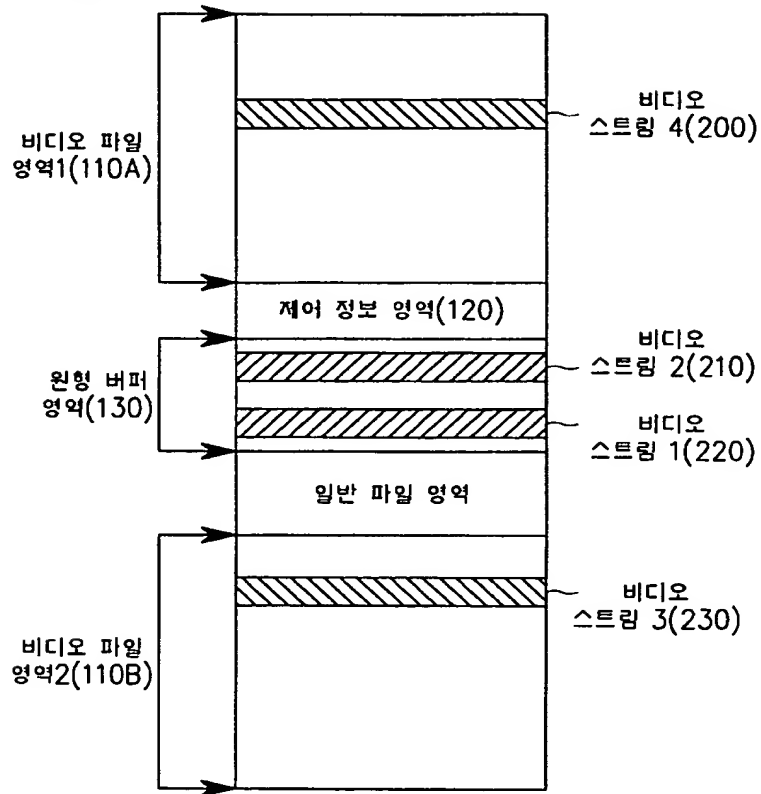 비디오
스트림 4(200)
비디오 파일
영역1(110A)
제어 정보 영역(120)
비디오
스트림 2(210)
원형 버퍼
영역(130)
비디오
스트림 1(220)
일반 파일 영역
비디오
스트림 3(230)
비디오 파일
영역2(110B)